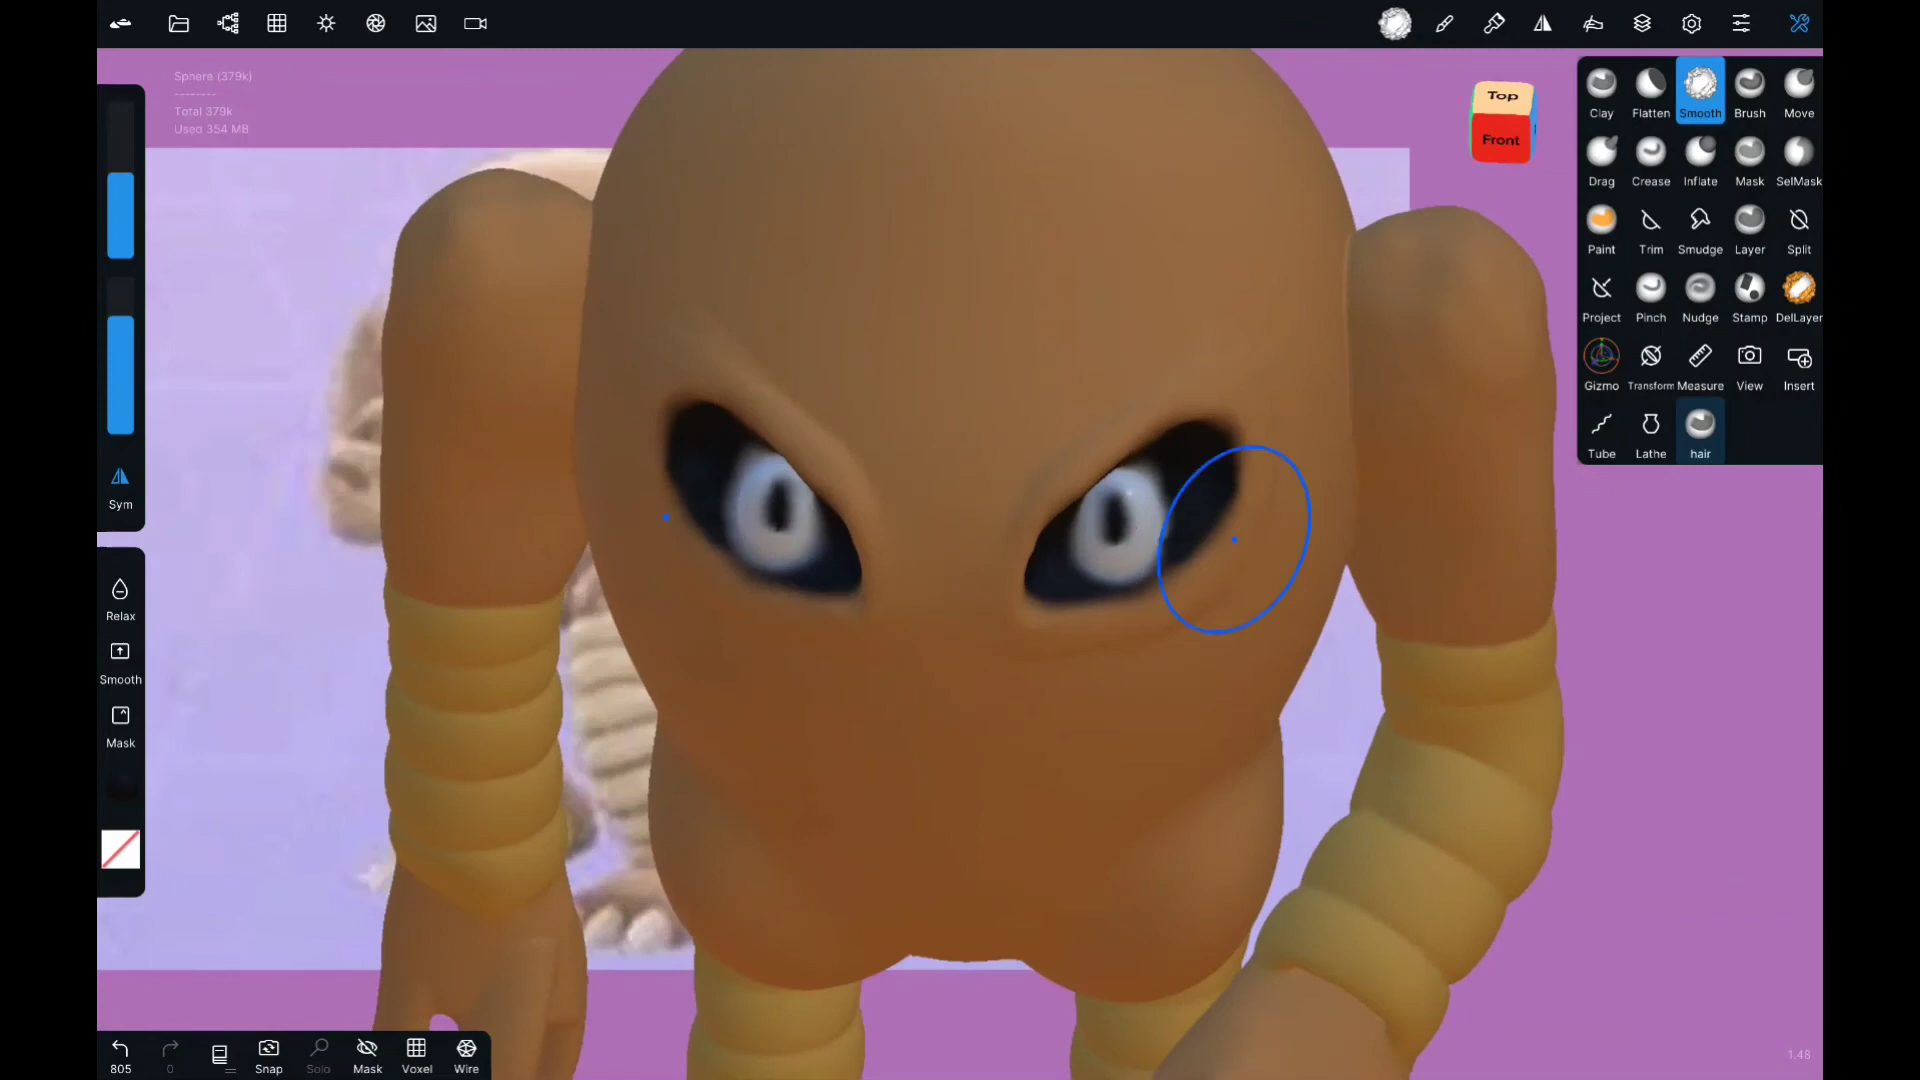 Sphere (379k)
--------
Total 379k
Used 354 MB
Top
Front
Clay Flatten Smooth Brush Move
Drag Crease Inflate Mask SelMask
Paint Trim Smudge Layer Split
Project Pinch Nudge Stamp DelLayer
Gizmo Transform Measure View Insert
Tube Lathe hair
Sym
Relax
Smooth
Mask
805 0 Snap Solo Mask Voxel Wire
1.48